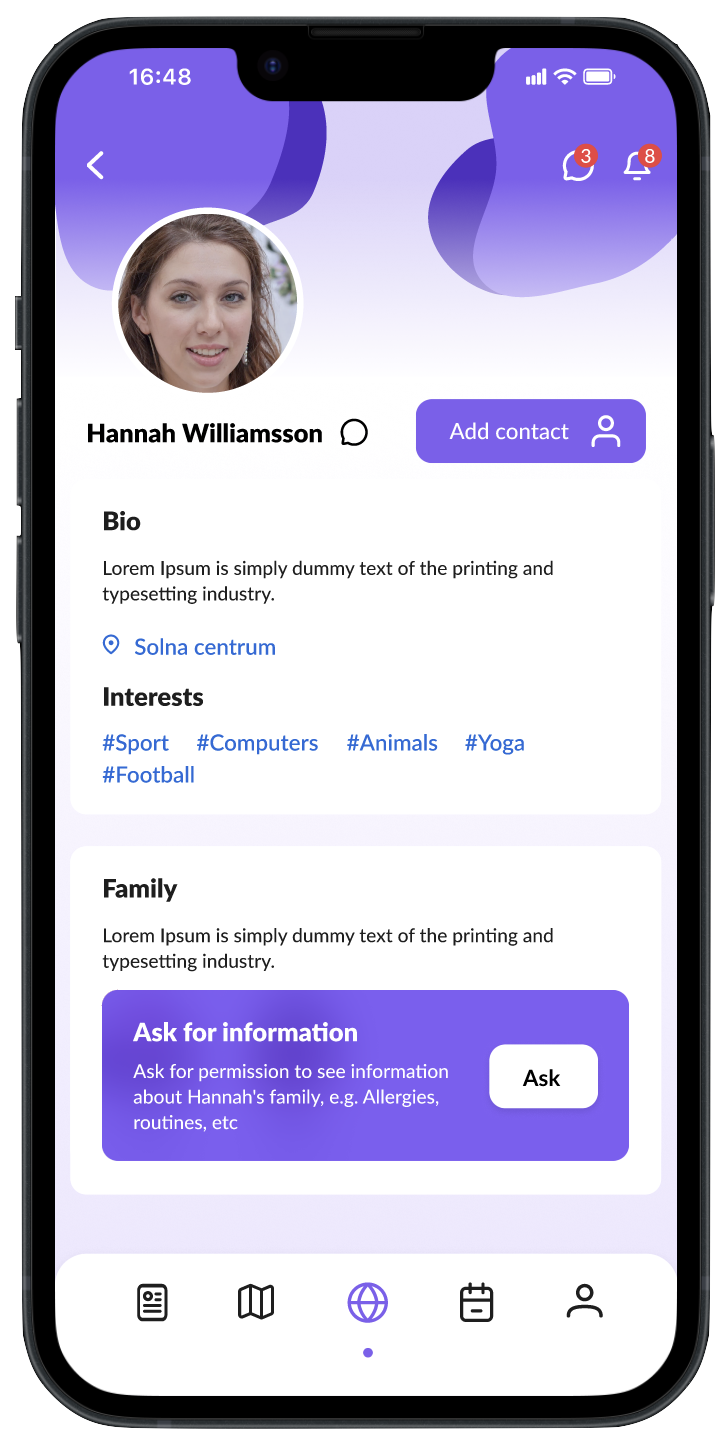 16:48
3
8
Hannah Williamsson
Add contact
Bio
Lorem Ipsum is simply dummy text of the printing and
typesetting industry.
Solna centrum
Interests
#Sport #Computers #Animals #Yoga
#Football
Family
Lorem Ipsum is simply dummy text of the printing and
typesetting industry.
Ask for information
Ask for permission to see information
about Hannah's family, e.g. Allergies,
routines, etc
Ask